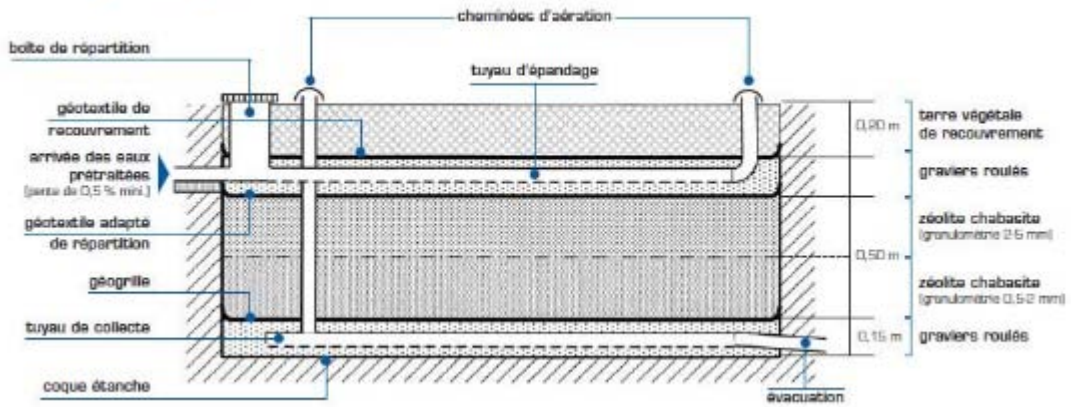 cheminées d'aération
boîte de répartition
tuyau d'épandage
géotextile de
recouvrement
arrivée des eaux
prétraitées
(pente de 0,5 % mini.)
géotextile adapté
de répartition
géogrille
tuyau de collecte
coque étanche
0,20 m
0,50 m
0,15 m
terre végétale
de recouvrement
graviers roulés
zéolite chabasite
(granulométrie 2-5 mm)
zéolite chabasite
(granulométrie 0,5-2 mm)
graviers roulés
évacuation